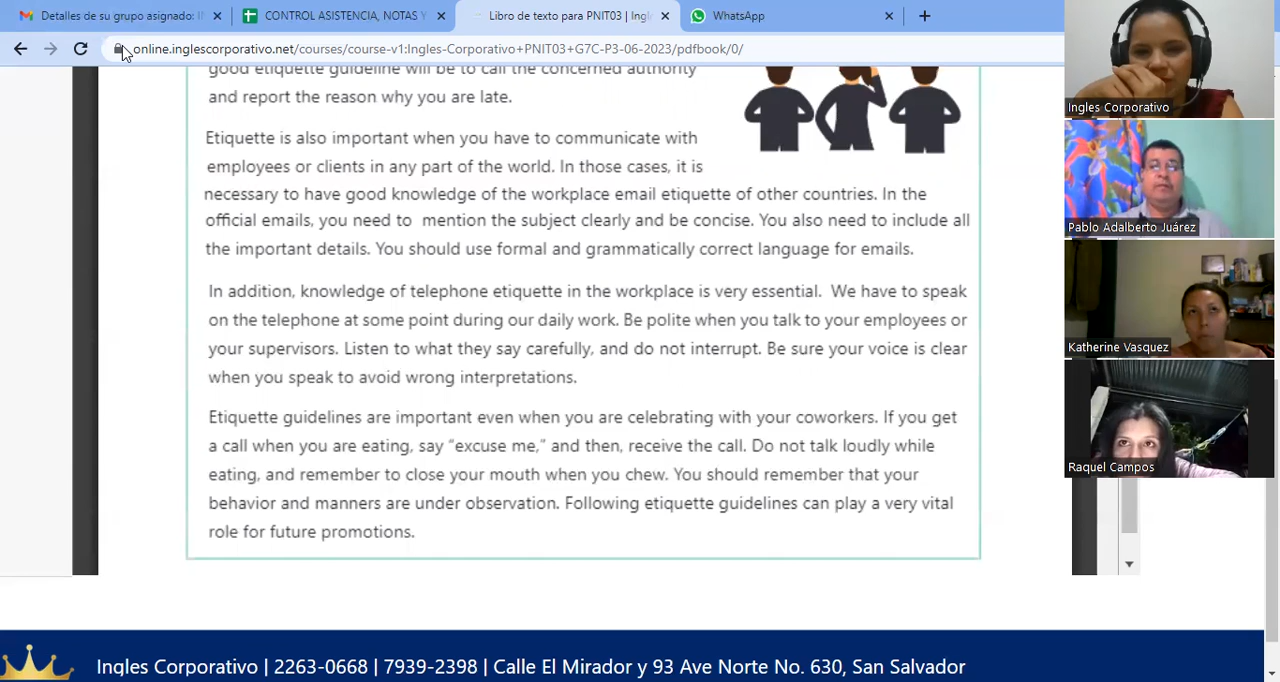 Detalles de su grupo asignado: I
CONTROL ASISTENCIA, NOTAS Y
Libro de texto para PNIT03 | Ingl
WhatsApp
online.inglescorporativo.net/courses/course-v1:Ingles-Corporativo+PNIT03+G7C-P3-06-2023/pdfbook/0/
good etiquette guideline will be to call the concerned authority
and report the reason why you are late.
Etiquette is also important when you have to communicate with
employees or clients in other parts of the world. In those cases, it is
necessary to have good knowledge of the workplace email etiquette of other countries. In the
official emails, you need to mention the subject clearly and be concise. You also need to include all
the important details. You should use formal and grammatically correct language for emails.
In addition, knowledge of telephone etiquette in the workplace is very essential. We have to speak
on the telephone at some point during our daily work. Be polite when you talk to your employees or
your supervisors. Listen to what they say carefully, and do not interrupt. Be sure your voice is clear
when you speak to avoid wrong interpretations.
Etiquette guidelines are important even when you are celebrating with your coworkers. If you get
a call when you are eating, say “excuse me,” and then, receive the call. Do not talk loudly while
eating, and remember to close your mouth when you chew. You should remember that your
behavior and manners are under observation. Following etiquette guidelines can play a very vital
role for future promotions.
Ingles Corporativo | 2263-0668 | 7939-2398 | Calle El Mirador y 93 Ave Norte No. 630, San Salvador
Ingles Corporativo
Pablo Adalberto Juárez
Katherine Vasquez
Raquel Campos